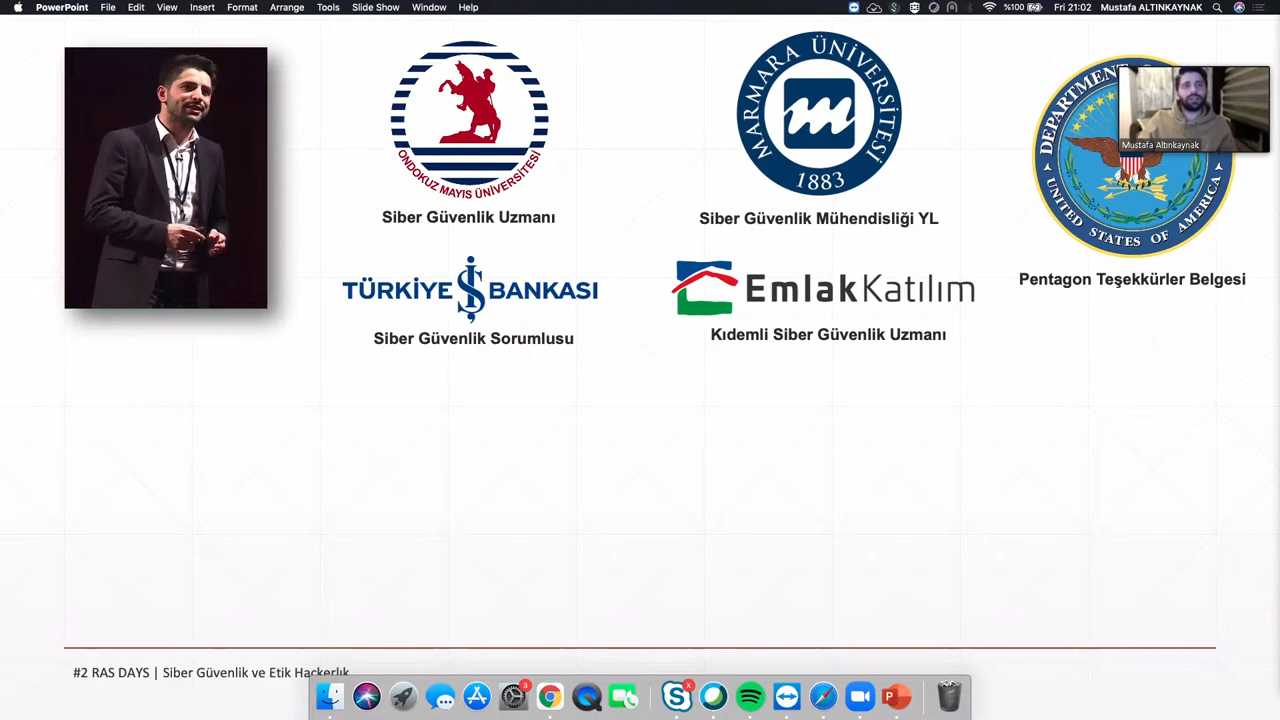 PowerPoint File Edit View Insert Format Arrange Tools Slide Show Window Help %100 Fri 21:02 Mustafa ALTINKAYNAK
ONDOKUZ MAYIS ÜNİVERSİTESİ
Siber Güvenlik Uzmanı
MARMARA ÜNİVERSİTESİ
1883
Siber Güvenlik Mühendisliği YL
DEPARTMENT
UNITED STATES OF AMERICA
Mustafa Altınkaynak
Pentagon Teşekkürler Belgesi
TÜRKİYE İŞ BANKASI
Siber Güvenlik Sorumlusu
EmlakKatılım
Kıdemli Siber Güvenlik Uzmanı
#2 RAS DAYS | Siber Güvenlik ve Etik Hackerlık
3
x
P